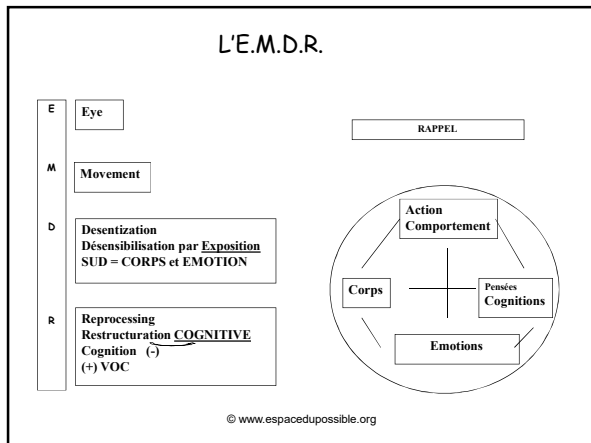 L'E.M.D.R.
E
Eye
M
Movement
D
Desentization
Désensibilisation par Exposition
SUD = CORPS et EMOTION
R
Reprocessing
Restructuration COGNITIVE
Cognition (-)
(+) VOC
RAPPEL
Action
Comportement
Corps
Pensées
Cognitions
Emotions
© www.espacedupossible.org